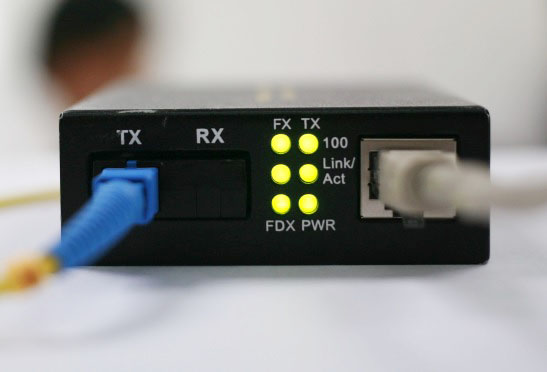 TX RX
FX TX
100
Link/
Act
FDX PWR